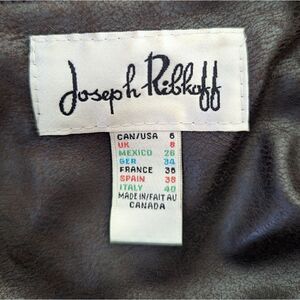 Joseph Ribkoff
CAN/USA 6
UK 8
MEXICO 26
GER 34
FRANCE 36
SPAIN 38
ITALY 40
MADE IN/FAIT AU
CANADA